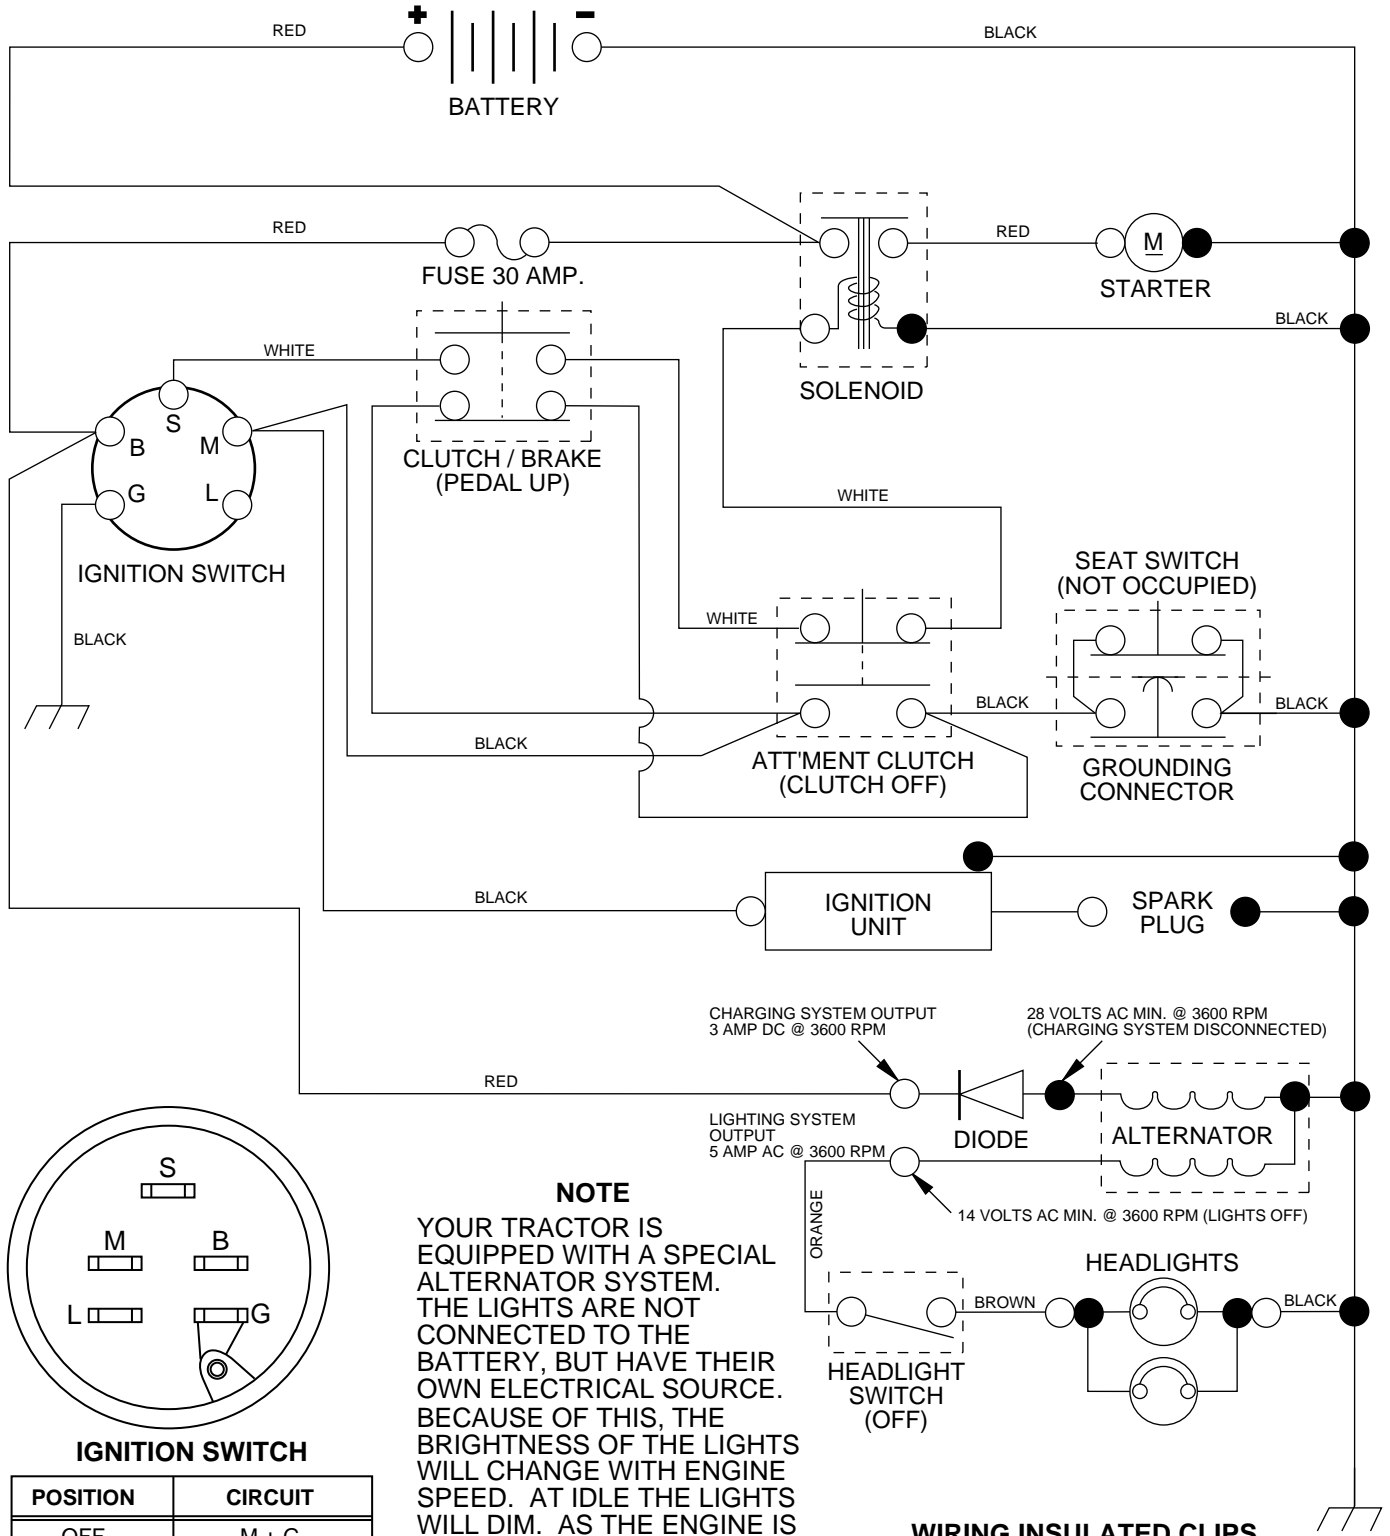 + −
RED
BLACK
BATTERY
RED
RED
M
FUSE 30 AMP.
STARTER
BLACK
WHITE
SOLENOID
S
B
M
G
L
CLUTCH / BRAKE
(PEDAL UP)
WHITE
IGNITION SWITCH
SEAT SWITCH
(NOT OCCUPIED)
WHITE
BLACK
BLACK
BLACK
BLACK
ATT'MENT CLUTCH
(CLUTCH OFF)
GROUNDING
CONNECTOR
BLACK
IGNITION
UNIT
SPARK
PLUG
CHARGING SYSTEM OUTPUT
3 AMP DC @ 3600 RPM
28 VOLTS AC MIN. @ 3600 RPM
(CHARGING SYSTEM DISCONNECTED)
RED
LIGHTING SYSTEM
OUTPUT
5 AMP AC @ 3600 RPM
DIODE
ALTERNATOR
ORANGE
14 VOLTS AC MIN. @ 3600 RPM (LIGHTS OFF)
HEADLIGHTS
BROWN
BLACK
HEADLIGHT
SWITCH
(OFF)
S
M
B
L
G
IGNITION SWITCH
POSITION CIRCUIT
OFF M + G
NOTE
YOUR TRACTOR IS
EQUIPPED WITH A SPECIAL
ALTERNATOR SYSTEM.
THE LIGHTS ARE NOT
CONNECTED TO THE
BATTERY, BUT HAVE THEIR
OWN ELECTRICAL SOURCE.
BECAUSE OF THIS, THE
BRIGHTNESS OF THE LIGHTS
WILL CHANGE WITH ENGINE
SPEED. AT IDLE THE LIGHTS
WILL DIM. AS THE ENGINE IS
WIRING INSULATED CLIPS